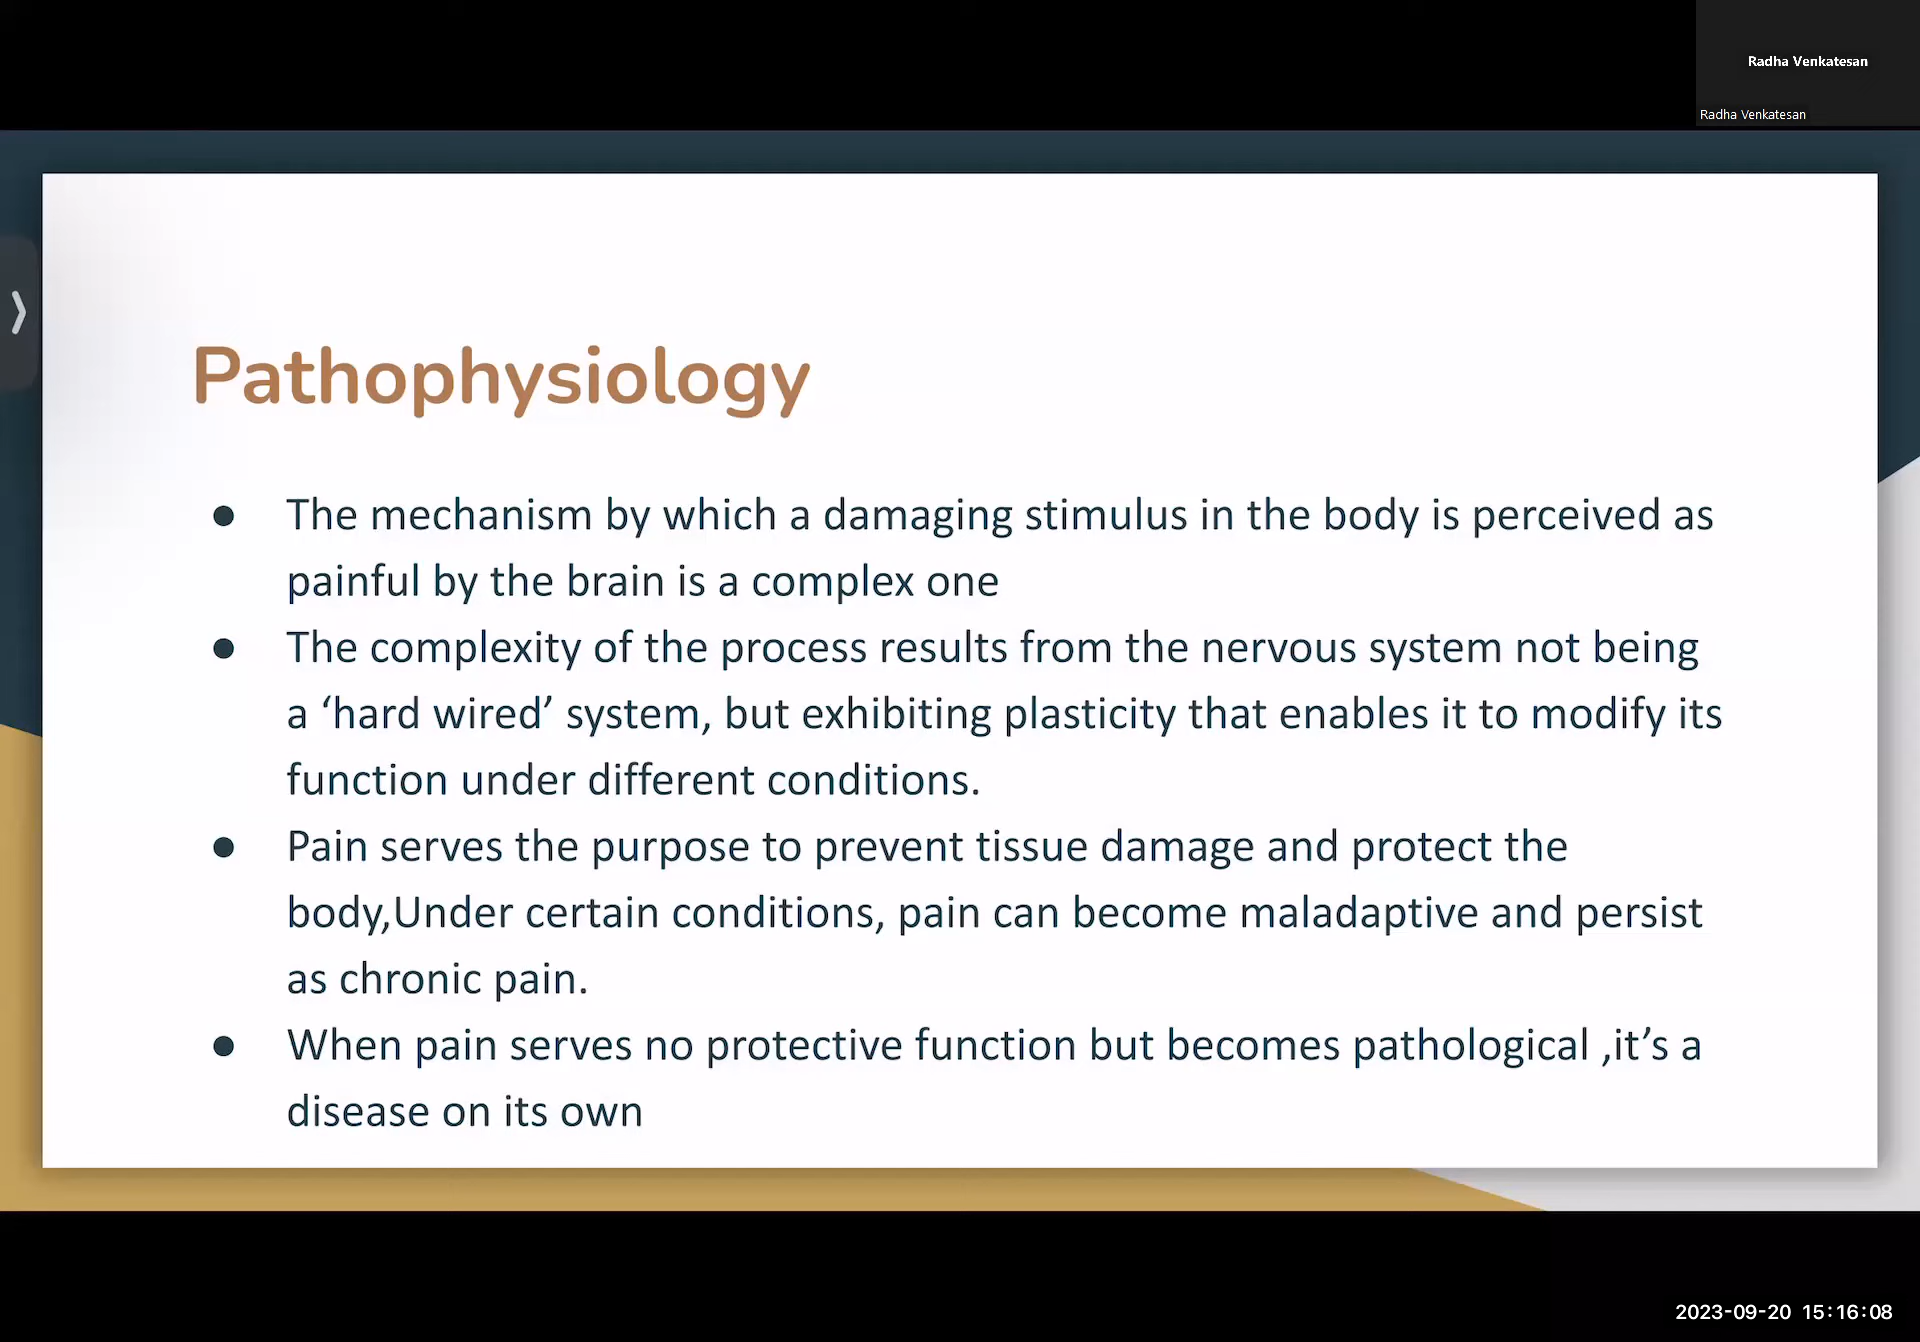 Radha Venkatesan
Radha Venkatesan
Pathophysiology
● The mechanism by which a damaging stimulus in the body is perceived as
painful by the brain is a complex one
● The complexity of the process results from the nervous system not being
a ‘hard wired’ system, but exhibiting plasticity that enables it to modify its
function under different conditions.
● Pain serves the purpose to prevent tissue damage and protect the
body,Under certain conditions, pain can become maladaptive and persist
as chronic pain.
● When pain serves no protective function but becomes pathological ,it’s a
disease on its own
2023-09-20 15:16:08